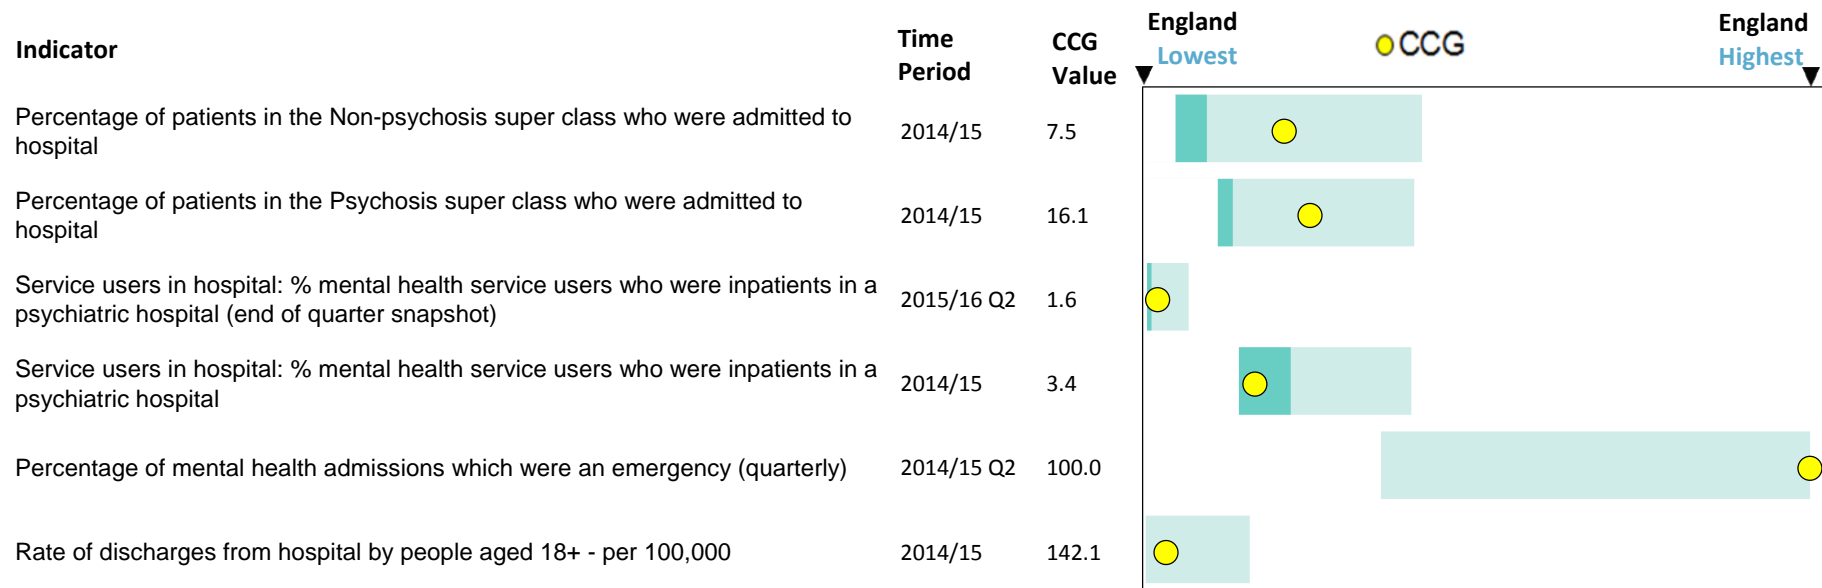 Indicator
Time
Period
CCG
Value
England
Lowest
CCG
England
Highest
Percentage of patients in the Non-psychosis super class who were admitted to
hospital
2014/15
7.5
Percentage of patients in the Psychosis super class who were admitted to
hospital
2014/15
16.1
Service users in hospital: % mental health service users who were inpatients in a
psychiatric hospital (end of quarter snapshot)
2015/16 Q2
1.6
Service users in hospital: % mental health service users who were inpatients in a
psychiatric hospital
2014/15
3.4
Percentage of mental health admissions which were an emergency (quarterly)
2014/15 Q2
100.0
Rate of discharges from hospital by people aged 18+ - per 100,000
2014/15
142.1